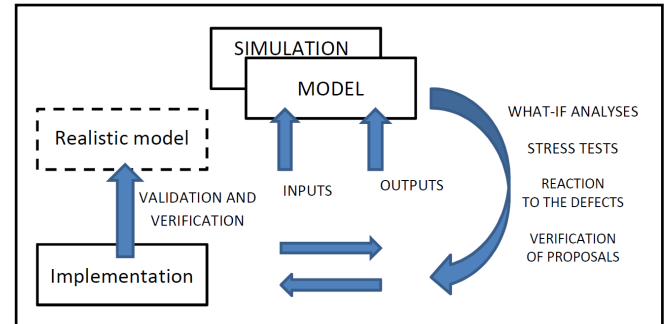 SIMULATION
MODEL
Realistic model
VALIDATION AND
VERIFICATION
Implementation
INPUTS
OUTPUTS
WHAT-IF ANALYSES
STRESS TESTS
REACTION
TO THE DEFECTS
VERIFICATION
OF PROPOSALS